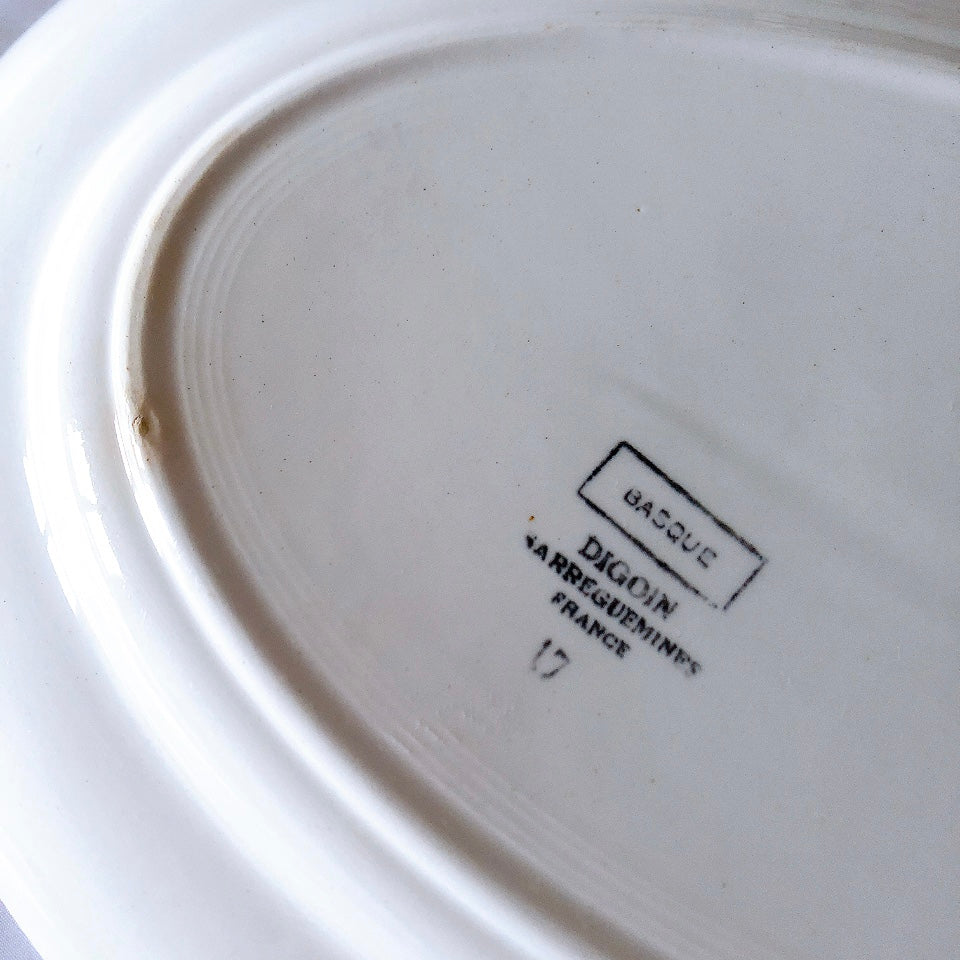 BASQUE
DIGOIN
SARREGUEMINES
FRANCE
17